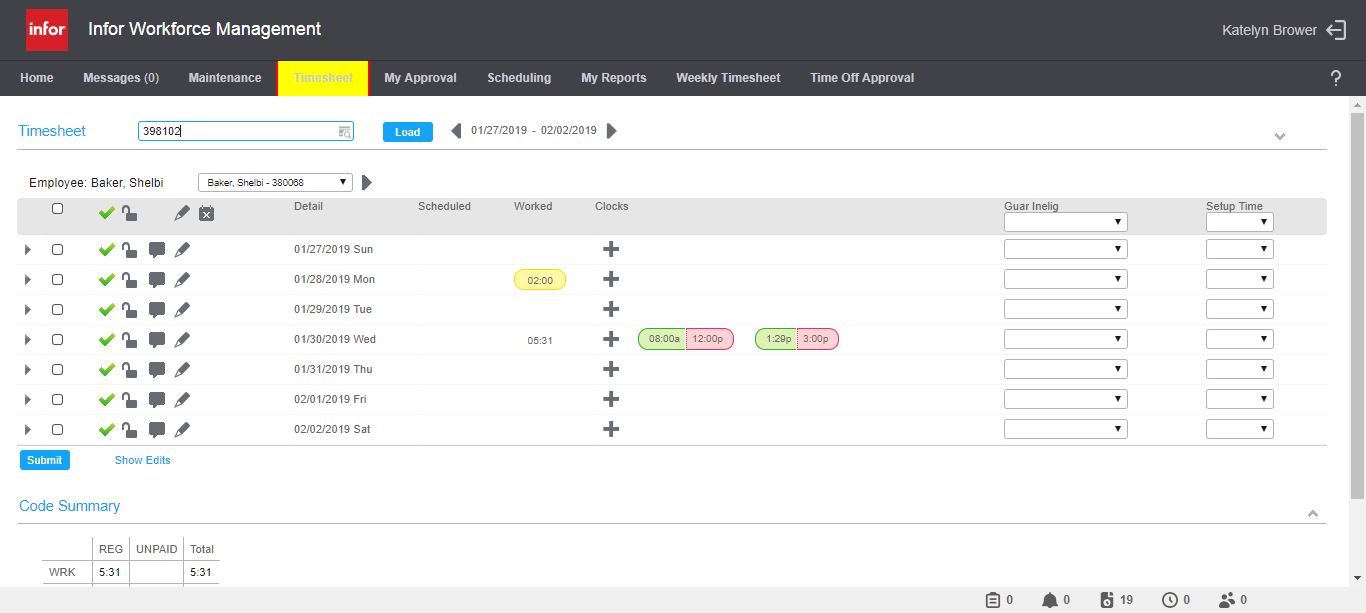 infor Infor Workforce Management Katelyn Brower
Home Messages (0) Maintenance Timesheet My Approval Scheduling My Reports Weekly Timesheet Time Off Approval ?
Timesheet 398102 Load 01/27/2019 - 02/02/2019
Employee: Baker, Shelbi Baker, Shelbi - 380068
Detail Scheduled Worked Clocks Guar Inelig Setup Time
01/27/2019 Sun
01/28/2019 Mon 02:00
01/29/2019 Tue
01/30/2019 Wed 05:31 08:00a 12:00p 1:29p 3:00p
01/31/2019 Thu
02/01/2019 Fri
02/02/2019 Sat
Submit Show Edits
Code Summary
REG UNPAID Total
WRK 5:31 5:31
0 0 19 0 0